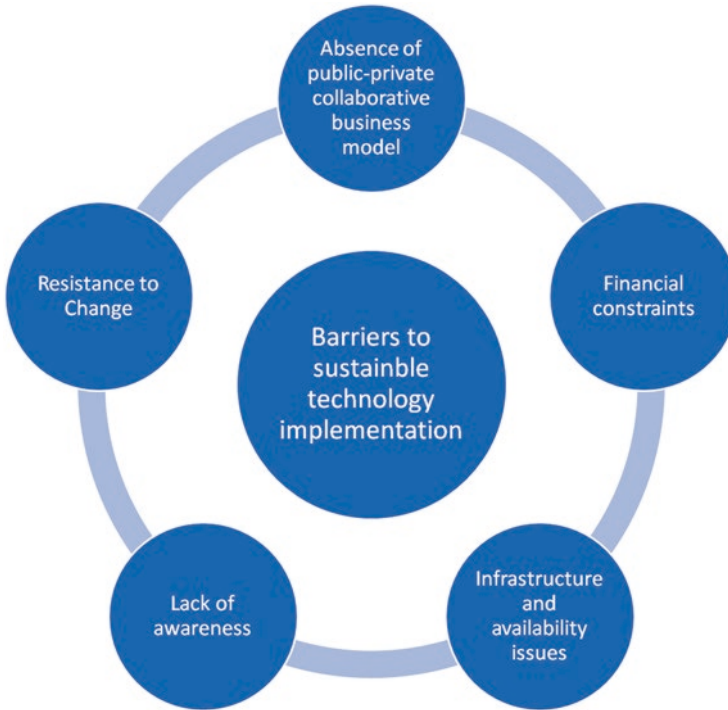 Absence of
public-private
collaborative
business
model
Financial
constraints
Infrastructure
and
availability
issues
Lack of
awareness
Resistance to
Change
Barriers to
sustainble
technology
implementation